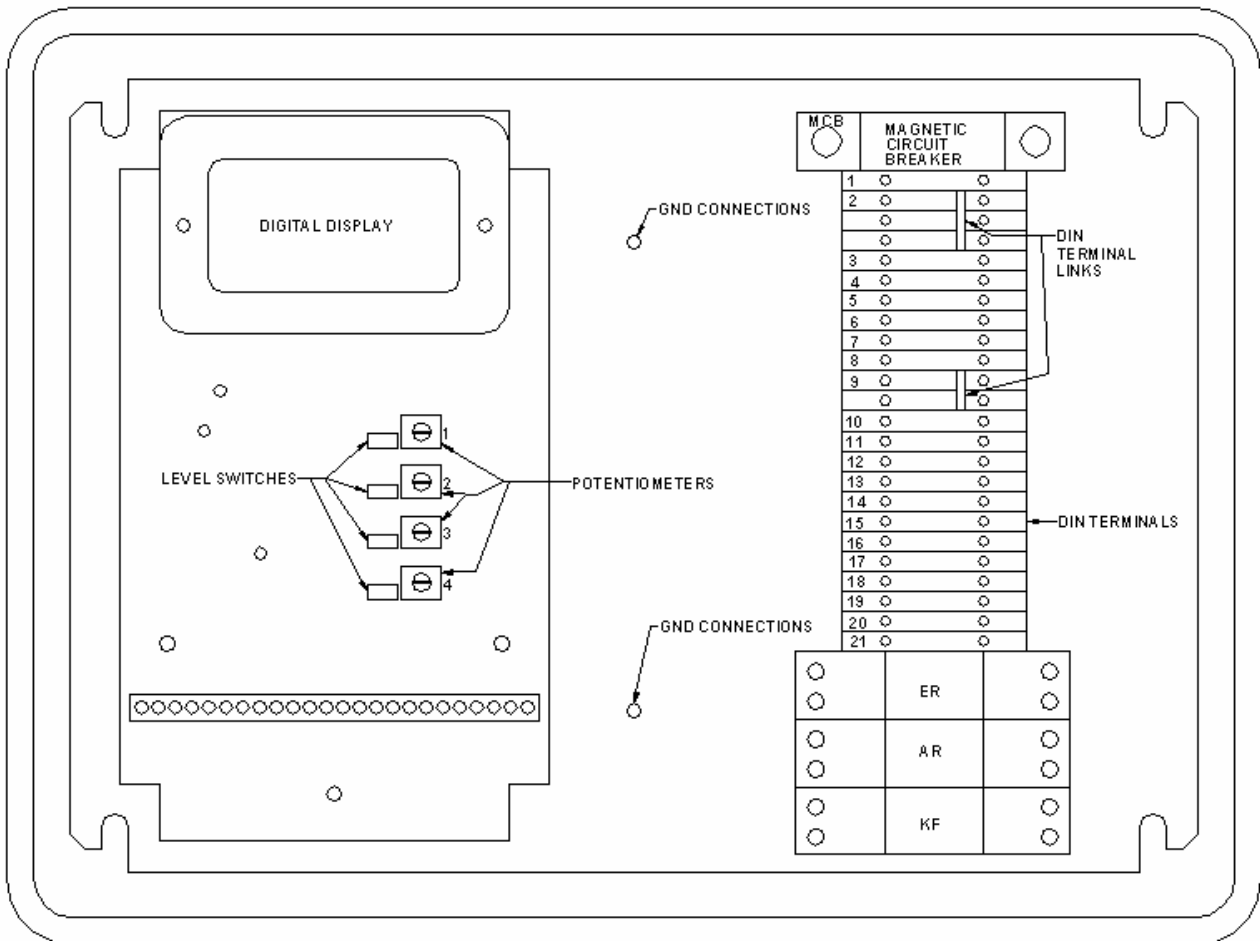 DIGITAL DISPLAY
LEVEL SWITCHES
1
2
3
4
POTENTIOMETERS
GND CONNECTIONS
GND CONNECTIONS
MCB
MAGNETIC
CIRCUIT
BREAKER
1
2
3
4
5
6
7
8
9
10
11
12
13
14
15
16
17
18
19
20
21
DIN
TERMINAL
LINKS
DIN TERMINALS
ER
AR
KF